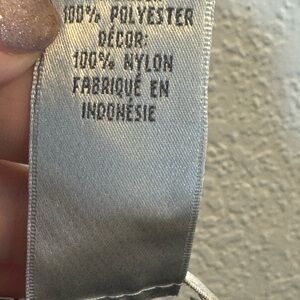 100% POLYESTER
DÉCOR:
100% NYLON
FABRIQUÉ EN
INDONÉSIE